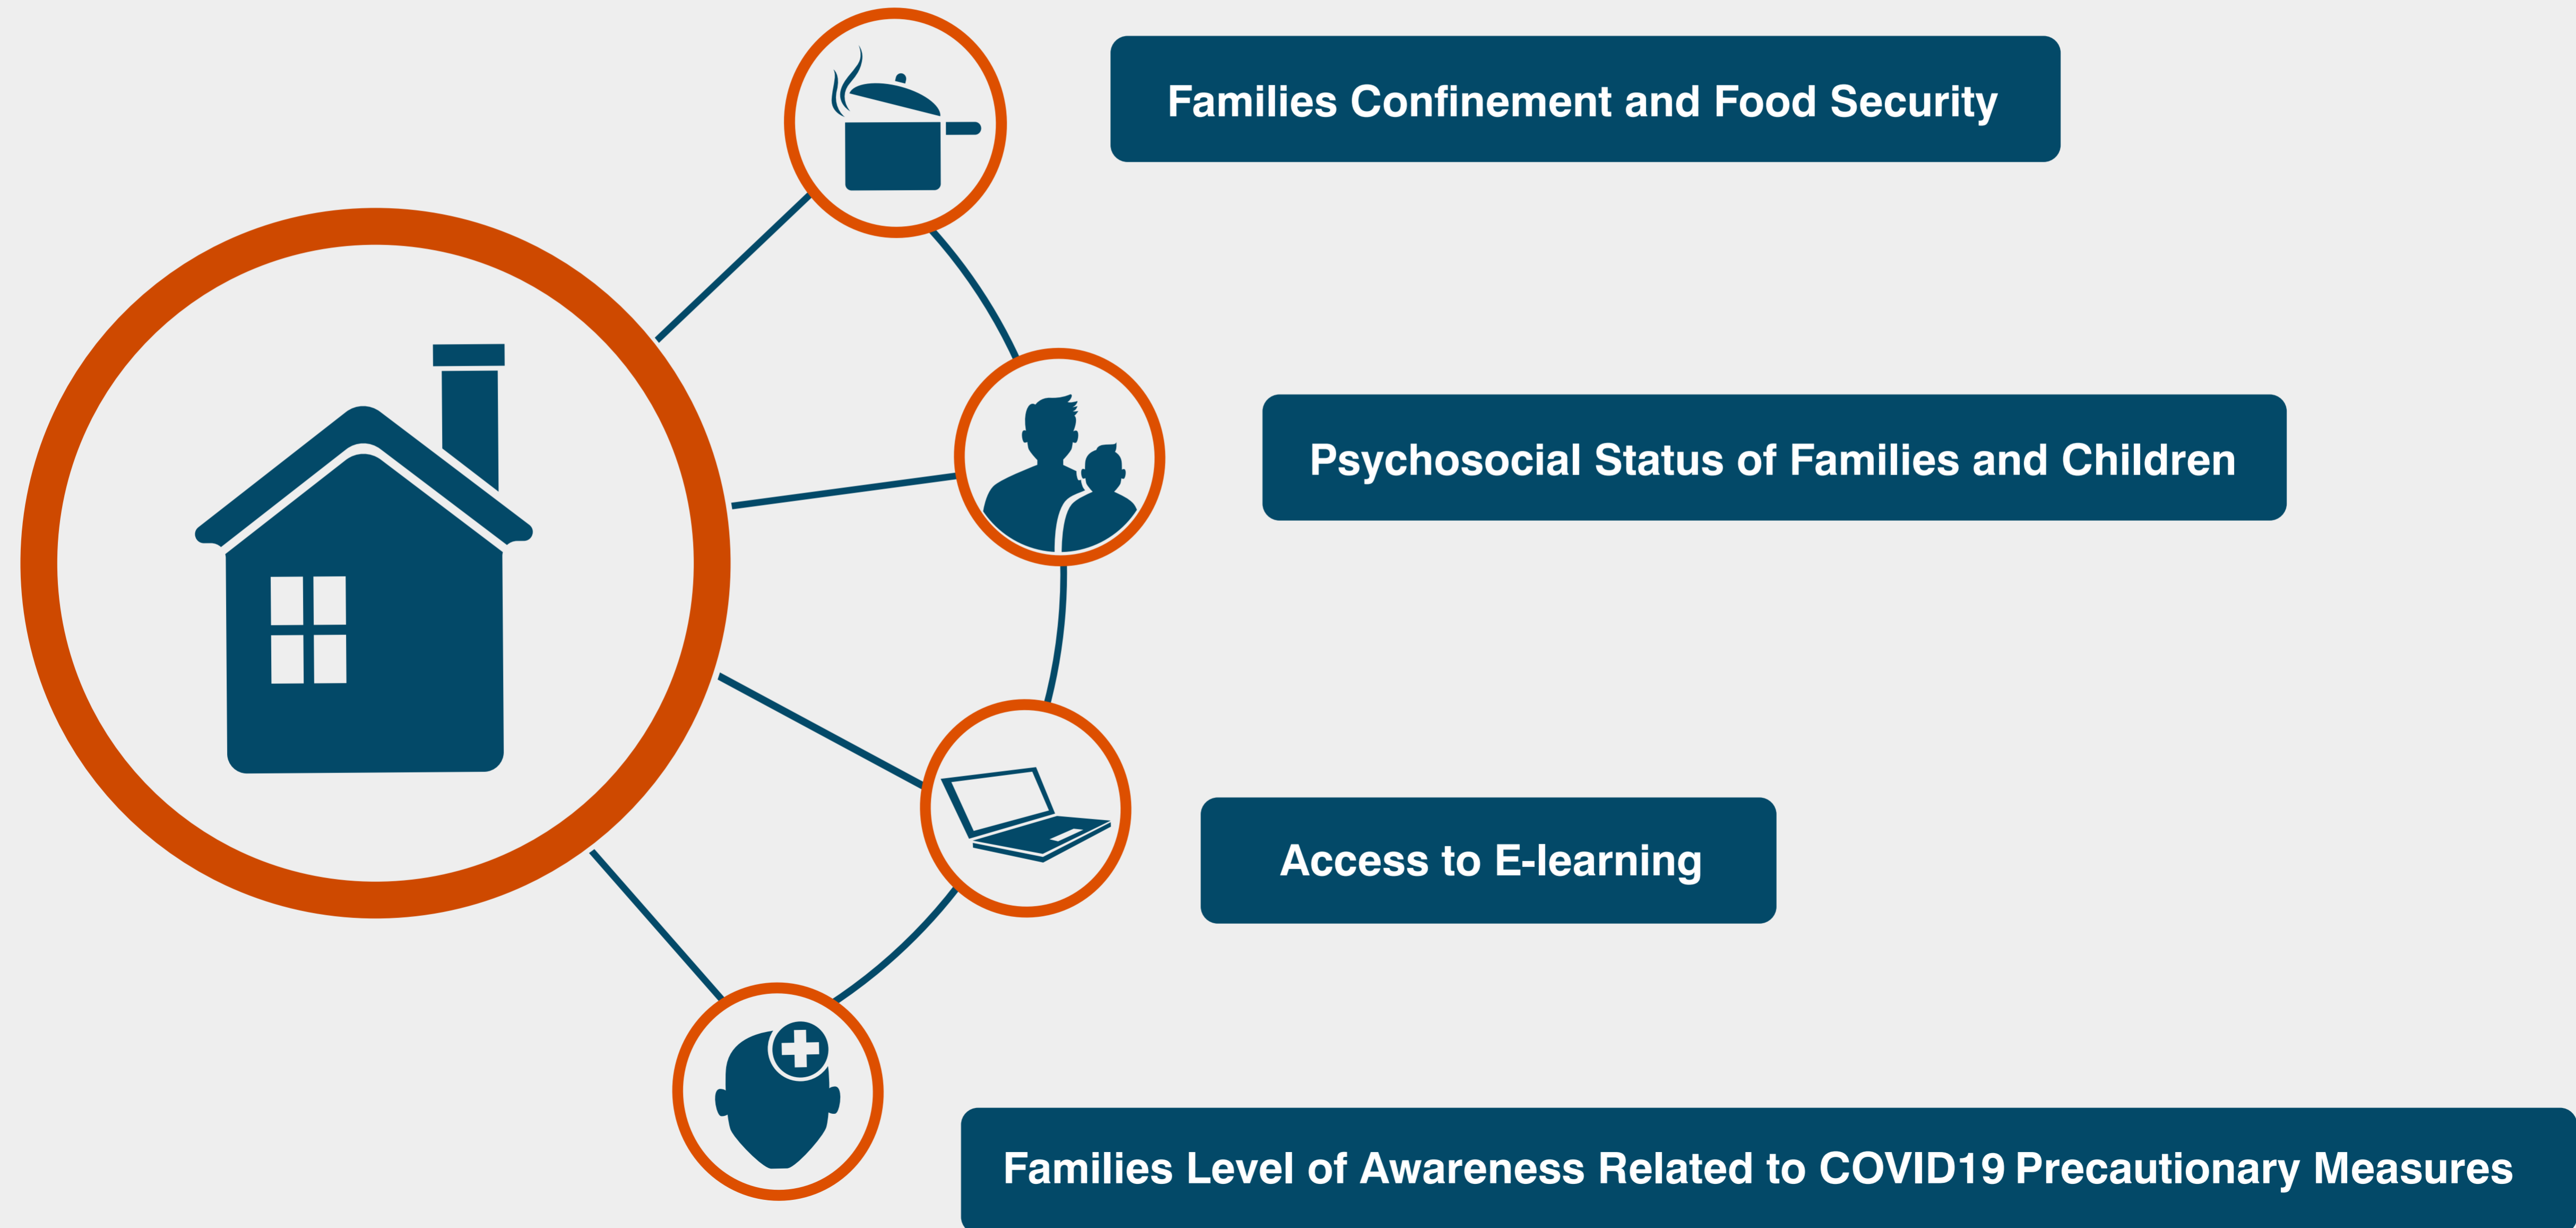 Families Confinement and Food Security
Psychosocial Status of Families and Children
Access to E-learning
Families Level of Awareness Related to COVID19 Precautionary Measures